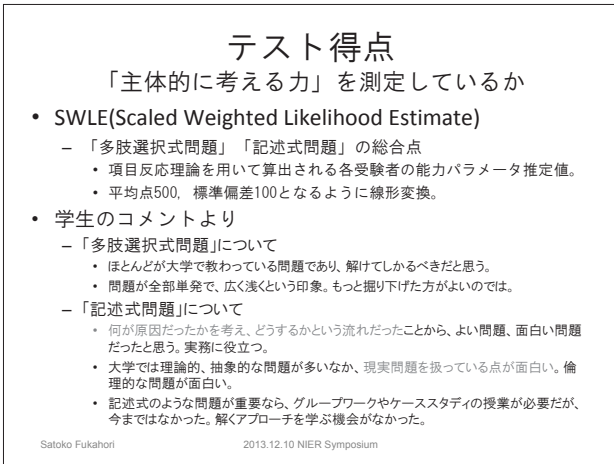 テスト得点
「主体的に考える力」を測定しているか
• SWLE(Scaled Weighted Likelihood Estimate)
– 「多肢選択式問題」「記述式問題」の総合点
• 項目反応理論を用いて算出される各受験者の能力パラメータ推定値。
• 平均点500, 標準偏差100となるように線形変換。
• 学生のコメントより
– 「多肢選択式問題」について
• ほとんどが大学で教わっている問題であり、解けてしかるべきだと思う。
• 問題が全部単発で、広く浅くという印象。もっと掘り下げた方がよいのでは。
– 「記述式問題」について
• 何が原因だったかを考え、どうするかという流れだったことから、よい問題、面白い問題
だったと思う。実務に役立つ。
• 大学では理論的、抽象的な問題が多いなか、現実問題を扱っている点が面白い。倫
理的な問題が面白い。
• 記述式のような問題が重要なら、グループワークやケーススタディの授業が必要だが、
今まではなかった。解くアプローチを学ぶ機会がなかった。
Satoko Fukahori 2013.12.10 NIER Symposium